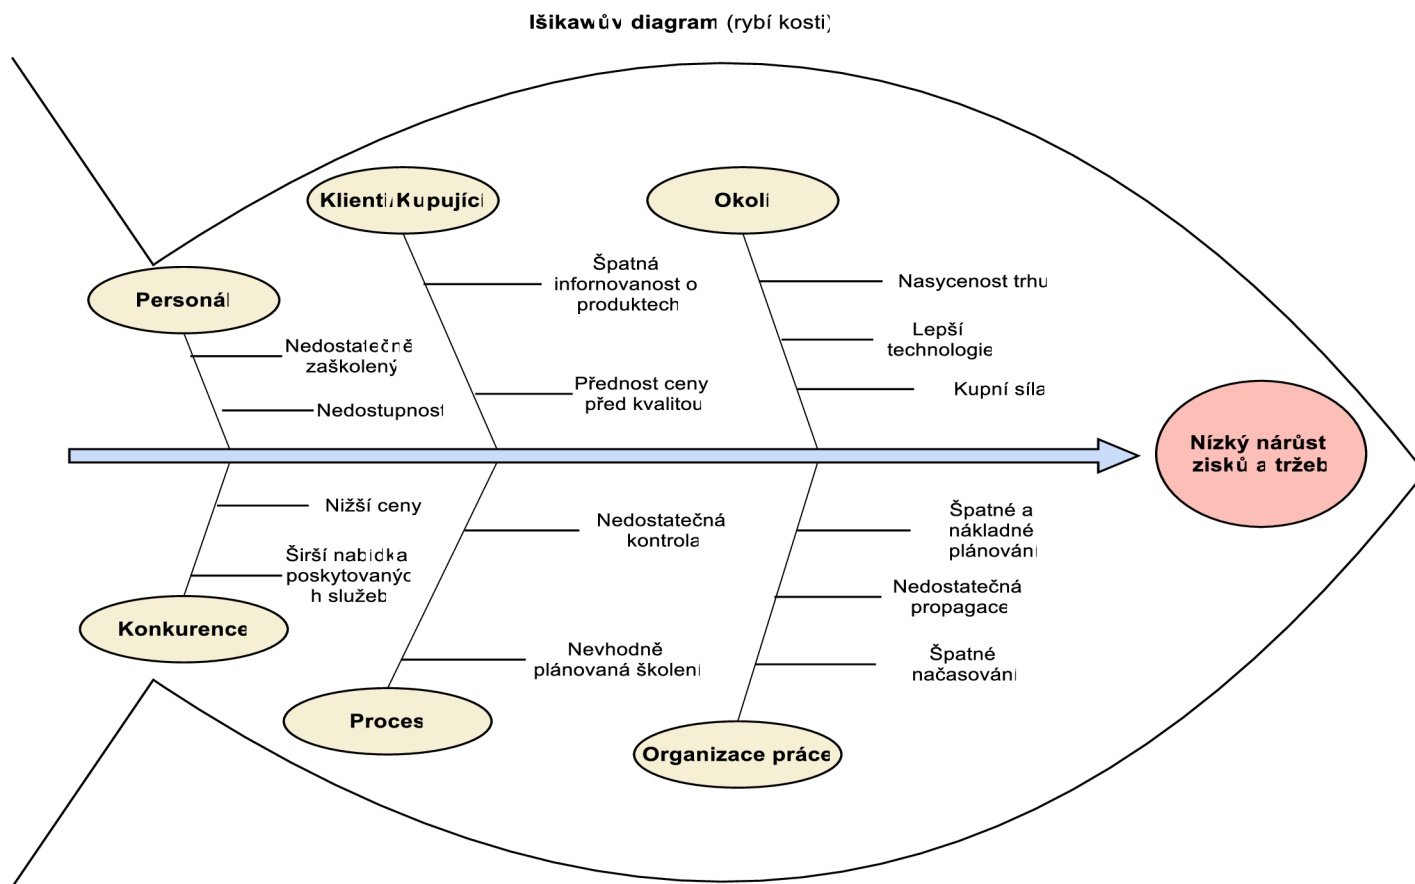 Išikawův diagram (rybí kosti)
Klienti/Kupující
Okolí
Personál
Špatná
infornovanost o
produktech
Nasycenost trhu
Lepší
technologie
Nedostatečně
zaškolený
Přednost ceny
před kvalitou
Kupní síla
Nedostupnost
Nízký nárůst
zisků a tržeb
Nižší ceny
Širší nabídka
poskytovanýc
h služeb
Nedostatečná
kontrola
Špatné a
nákladné
plánování
Nedostatečná
propagace
Konkurence
Nevhodně
plánovaná školení
Špatné
načasování
Proces
Organizace práce